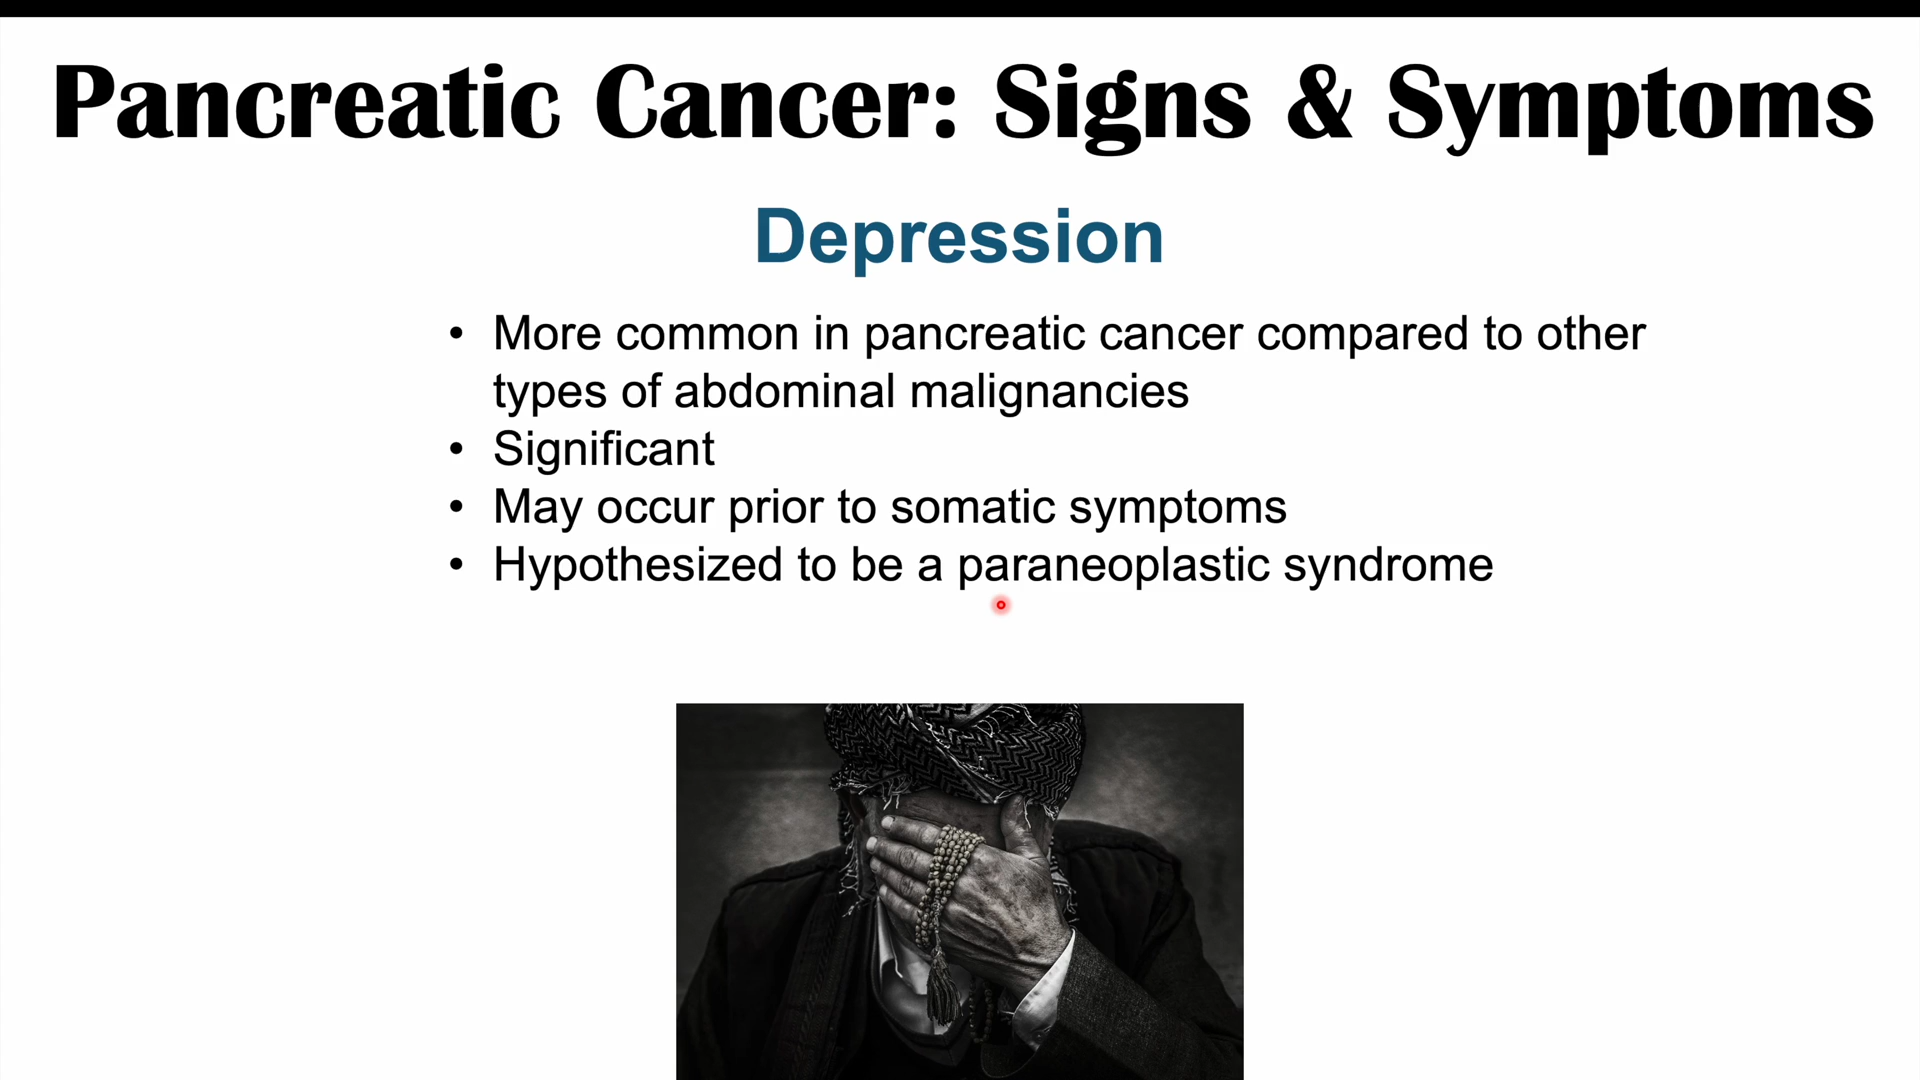 Pancreatic Cancer: Signs & Symptoms
Depression
• More common in pancreatic cancer compared to other
types of abdominal malignancies
• Significant
• May occur prior to somatic symptoms
• Hypothesized to be a paraneoplastic syndrome